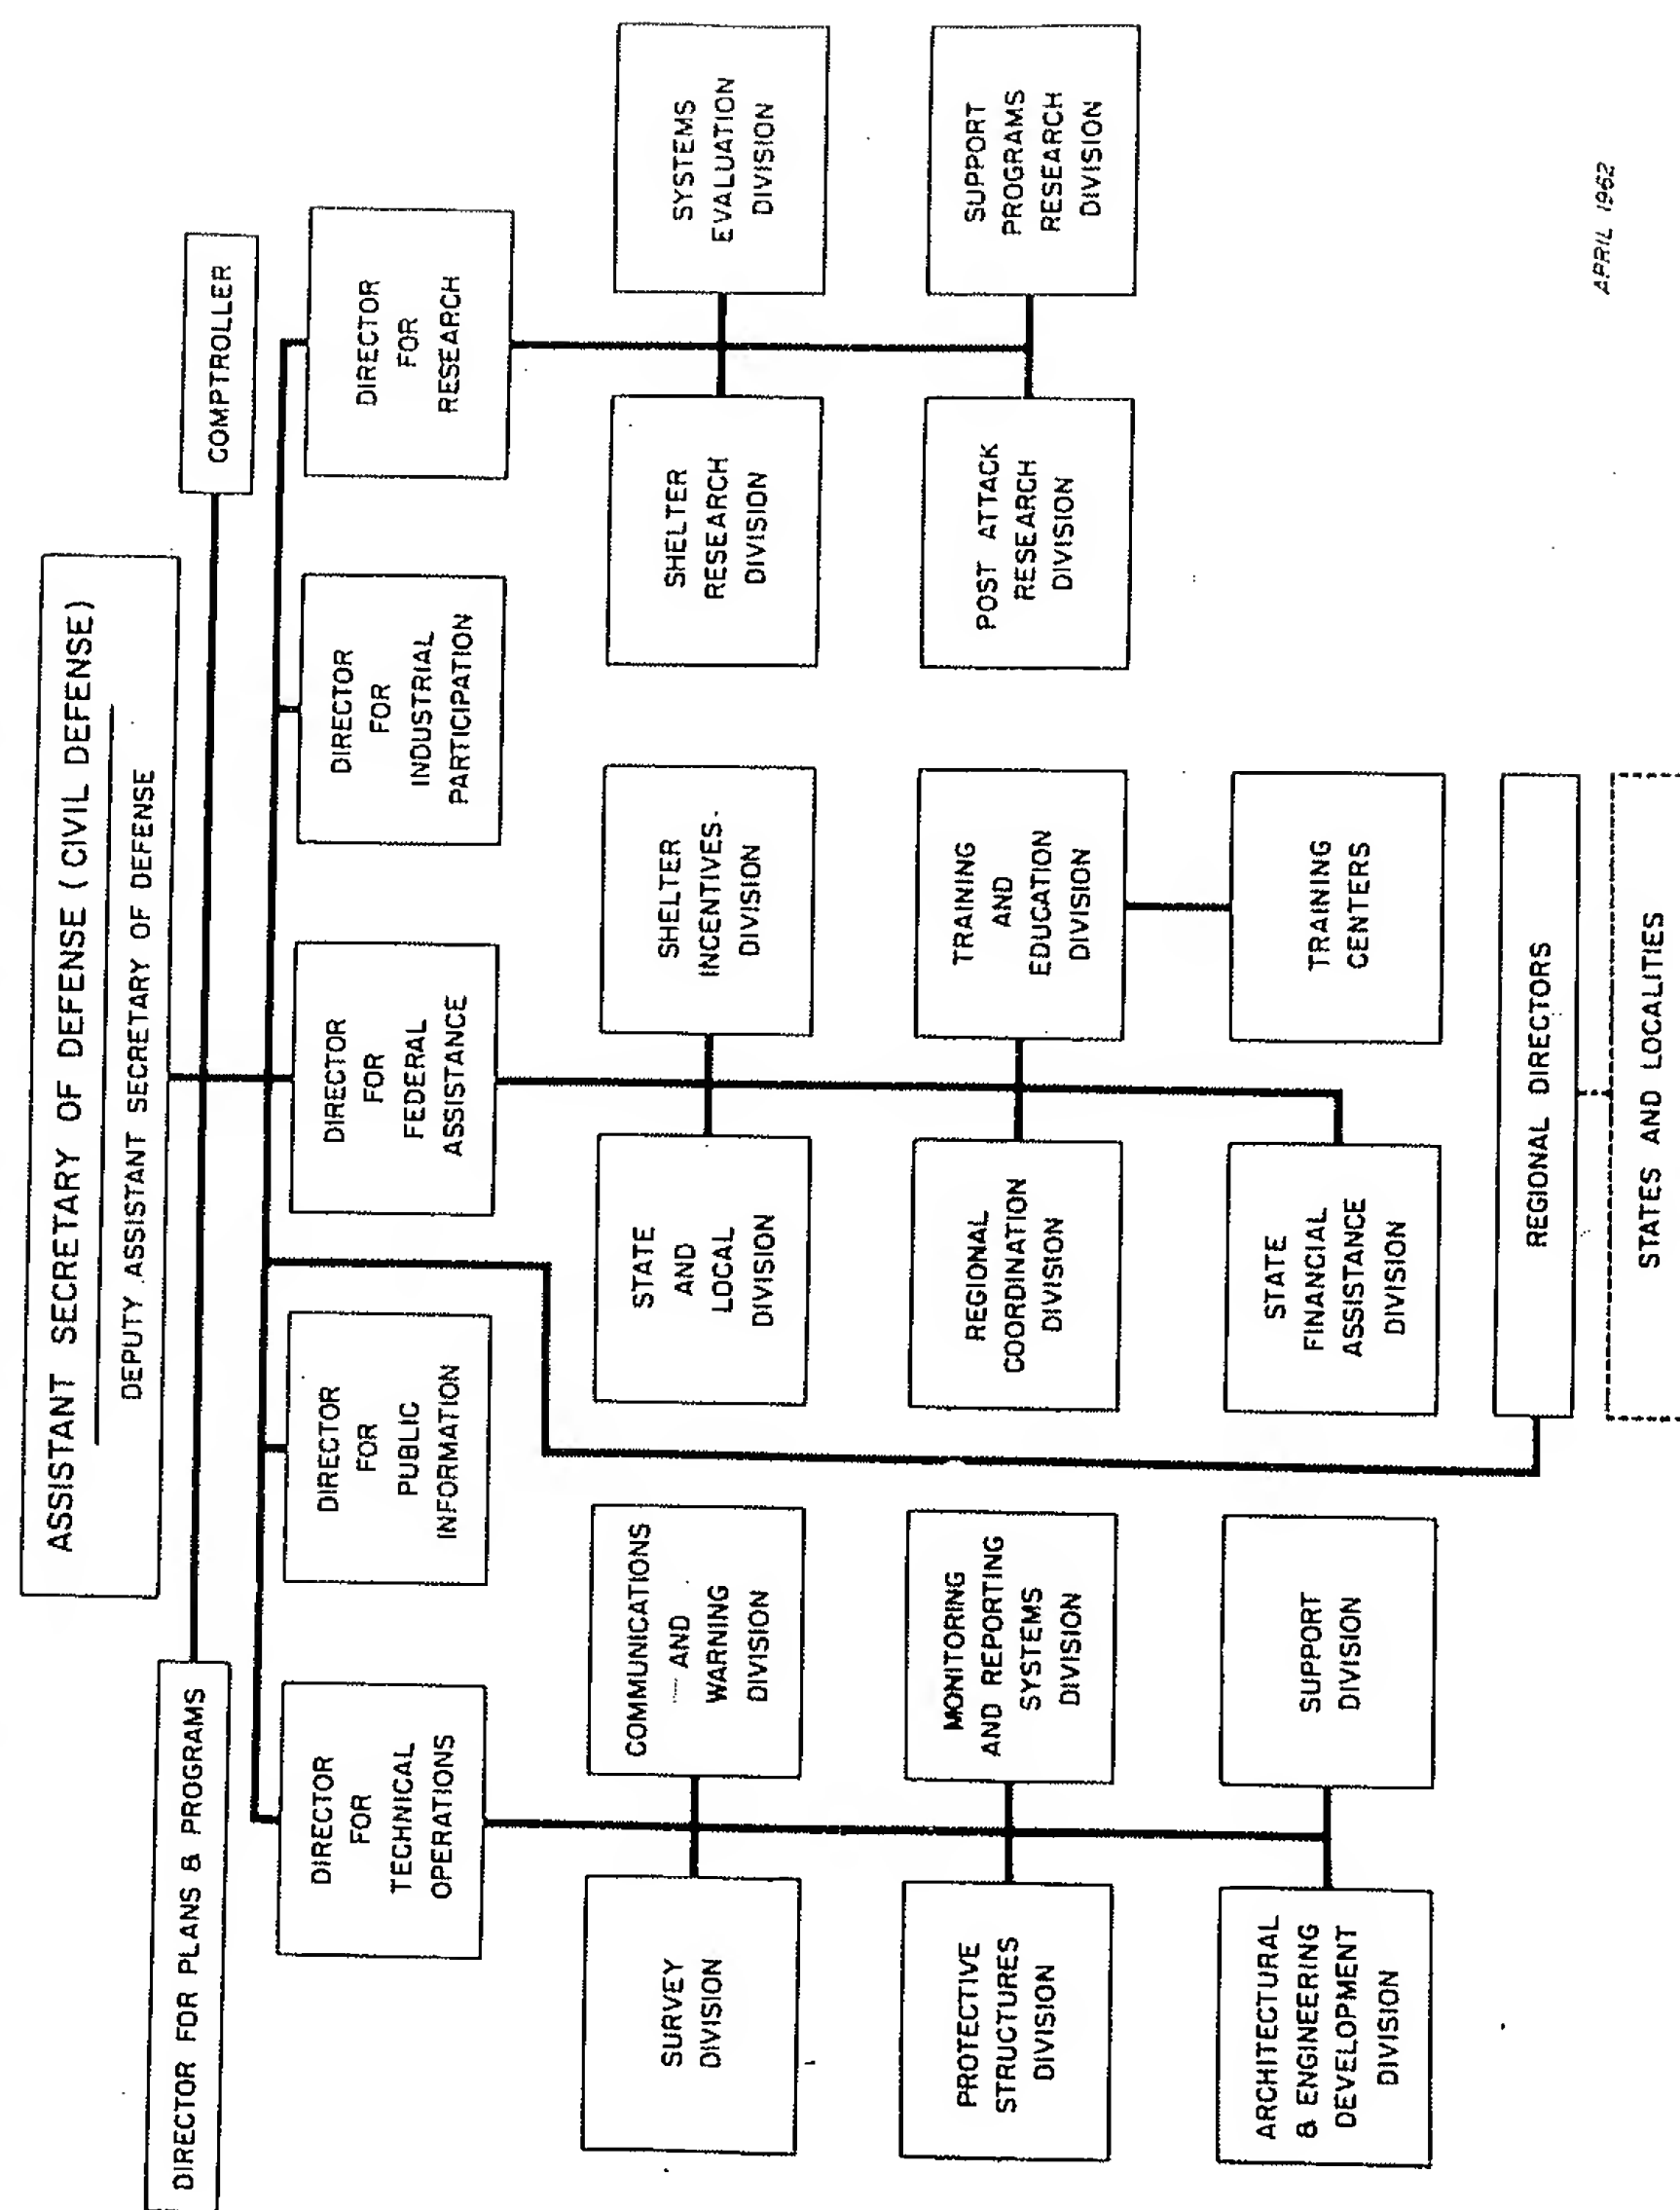 ASSISTANT SECRETARY OF DEFENSE (CIVIL DEFENSE)
DEPUTY ASSISTANT SECRETARY OF DEFENSE
DIRECTOR FOR PLANS & PROGRAMS
COMPTROLLER
DIRECTOR
FOR
TECHNICAL
OPERATIONS
DIRECTOR
FOR
PUBLIC
INFORMATION
DIRECTOR
FOR
FEDERAL
ASSISTANCE
DIRECTOR
FOR
INDUSTRIAL
PARTICIPATION
DIRECTOR
FOR
RESEARCH
SURVEY
DIVISION
COMMUNICATIONS
AND
WARNING
DIVISION
STATE
AND
LOCAL
DIVISION
SHELTER
INCENTIVES
DIVISION
SHELTER
RESEARCH
DIVISION
SYSTEMS
EVALUATION
DIVISION
PROTECTIVE
STRUCTURES
DIVISION
MONITORING
AND REPORTING
SYSTEMS
DIVISION
REGIONAL
COORDINATION
DIVISION
TRAINING
AND
EDUCATION
DIVISION
POST ATTACK
RESEARCH
DIVISION
SUPPORT
PROGRAMS
RESEARCH
DIVISION
ARCHITECTURAL
& ENGINEERING
DEVELOPMENT
DIVISION
SUPPORT
DIVISION
STATE
FINANCIAL
ASSISTANCE
DIVISION
TRAINING
CENTERS
REGIONAL DIRECTORS
STATES AND LOCALITIES
APRIL 1962